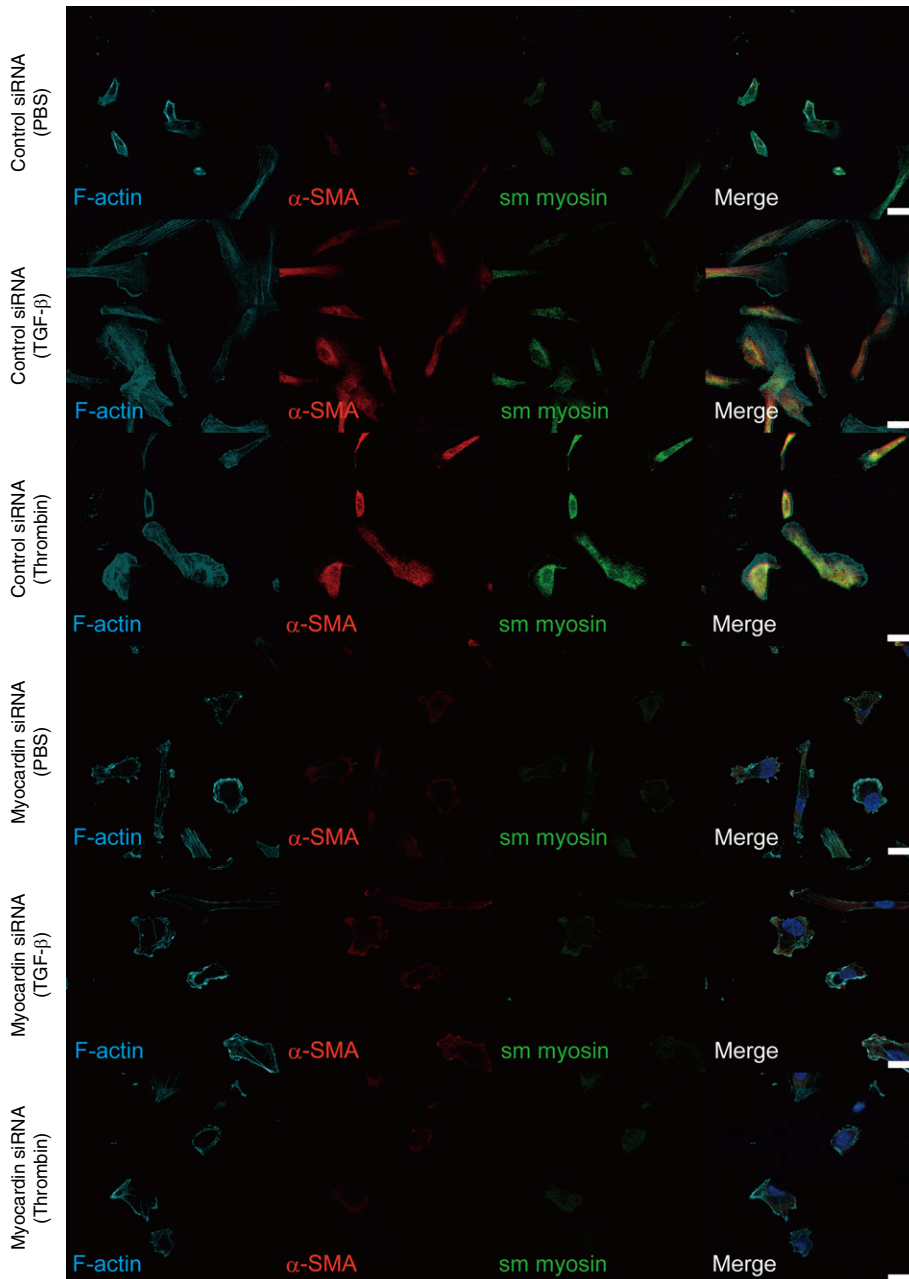 Control siRNA
(PBS)
F-actin
α-SMA
sm myosin
Merge
Control siRNA
(TGF-β)
F-actin
α-SMA
sm myosin
Merge
Control siRNA
(Thrombin)
F-actin
α-SMA
sm myosin
Merge
Myocardin siRNA
(PBS)
F-actin
α-SMA
sm myosin
Merge
Myocardin siRNA
(TGF-β)
F-actin
α-SMA
sm myosin
Merge
Myocardin siRNA
(Thrombin)
F-actin
α-SMA
sm myosin
Merge